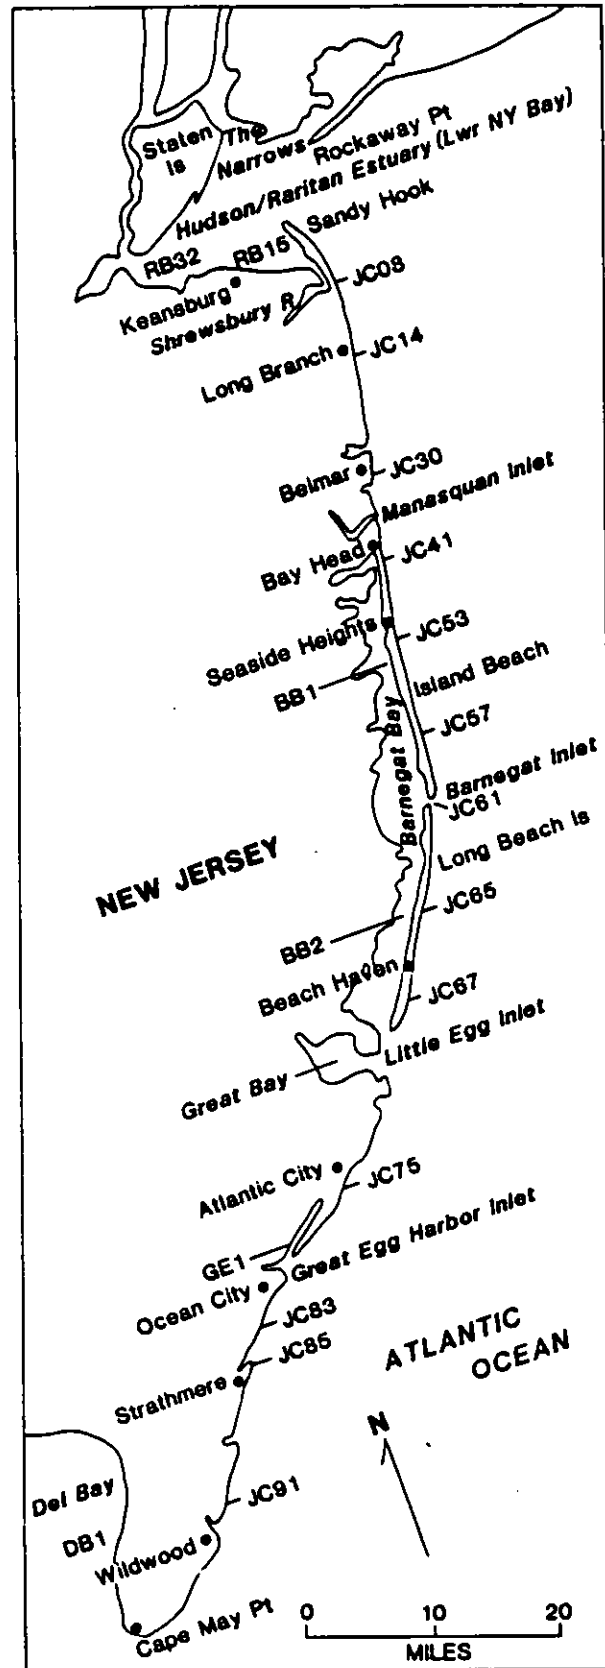 Staten
Is
The
Narrows
Rockaway Pt
Hudson/Raritan Estuary (Lwr NY Bay)
Sandy Hook
RB32
RB15
JC08
Keansburg
Shrewsbury R
Long Branch
JC14
Belmar
JC30
Manasquan Inlet
Bay Head
JC41
Seaside Heights
JC53
BB1
Island Beach
Barnegat Bay
JC57
Barnegat Inlet
JC61
NEW JERSEY
Long Beach Is
JC65
BB2
Beach Haven
JC67
Little Egg Inlet
Great Bay
Atlantic City
JC75
GE1
Great Egg Harbor Inlet
Ocean City
JC83
JC85
ATLANTIC
OCEAN
Strathmere
N
Del Bay
JC91
DB1
Wildwood
Cape May Pt
0 10 20
MILES